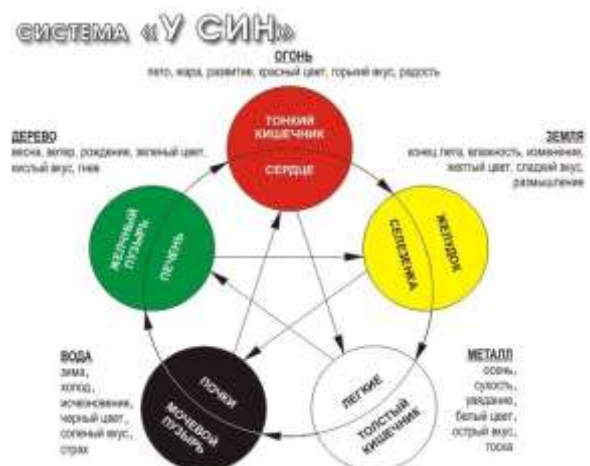 СИСТЕМА «У СИН»
ОГОНЬ
лето, жара, развитие, красный цвет, горький вкус, радость
ТОНКИЙ
КИШЕЧНИК
СЕРДЦЕ
ДЕРЕВО
весна, ветер, рождение, зеленый цвет,
кислый вкус, гнев
ЗЕМЛЯ
конец лета, влажность, изменение,
желтый цвет, сладкий вкус,
размышление
ЖЕЛЧНЫЙ
ПУЗЫРЬ
ПЕЧЕНЬ
ЖЕЛУДОК
СЕЛЕЗЕНКА
ВОДА
зима,
холод,
исчезновение,
черный цвет,
соленый вкус,
страх
ПОЧКИ
МОЧЕВОЙ
ПУЗЫРЬ
ЛЕГКИЕ
ТОЛСТЫЙ
КИШЕЧНИК
МЕТАЛЛ
осень,
сухость,
увядание,
белый цвет,
острый вкус,
тоска